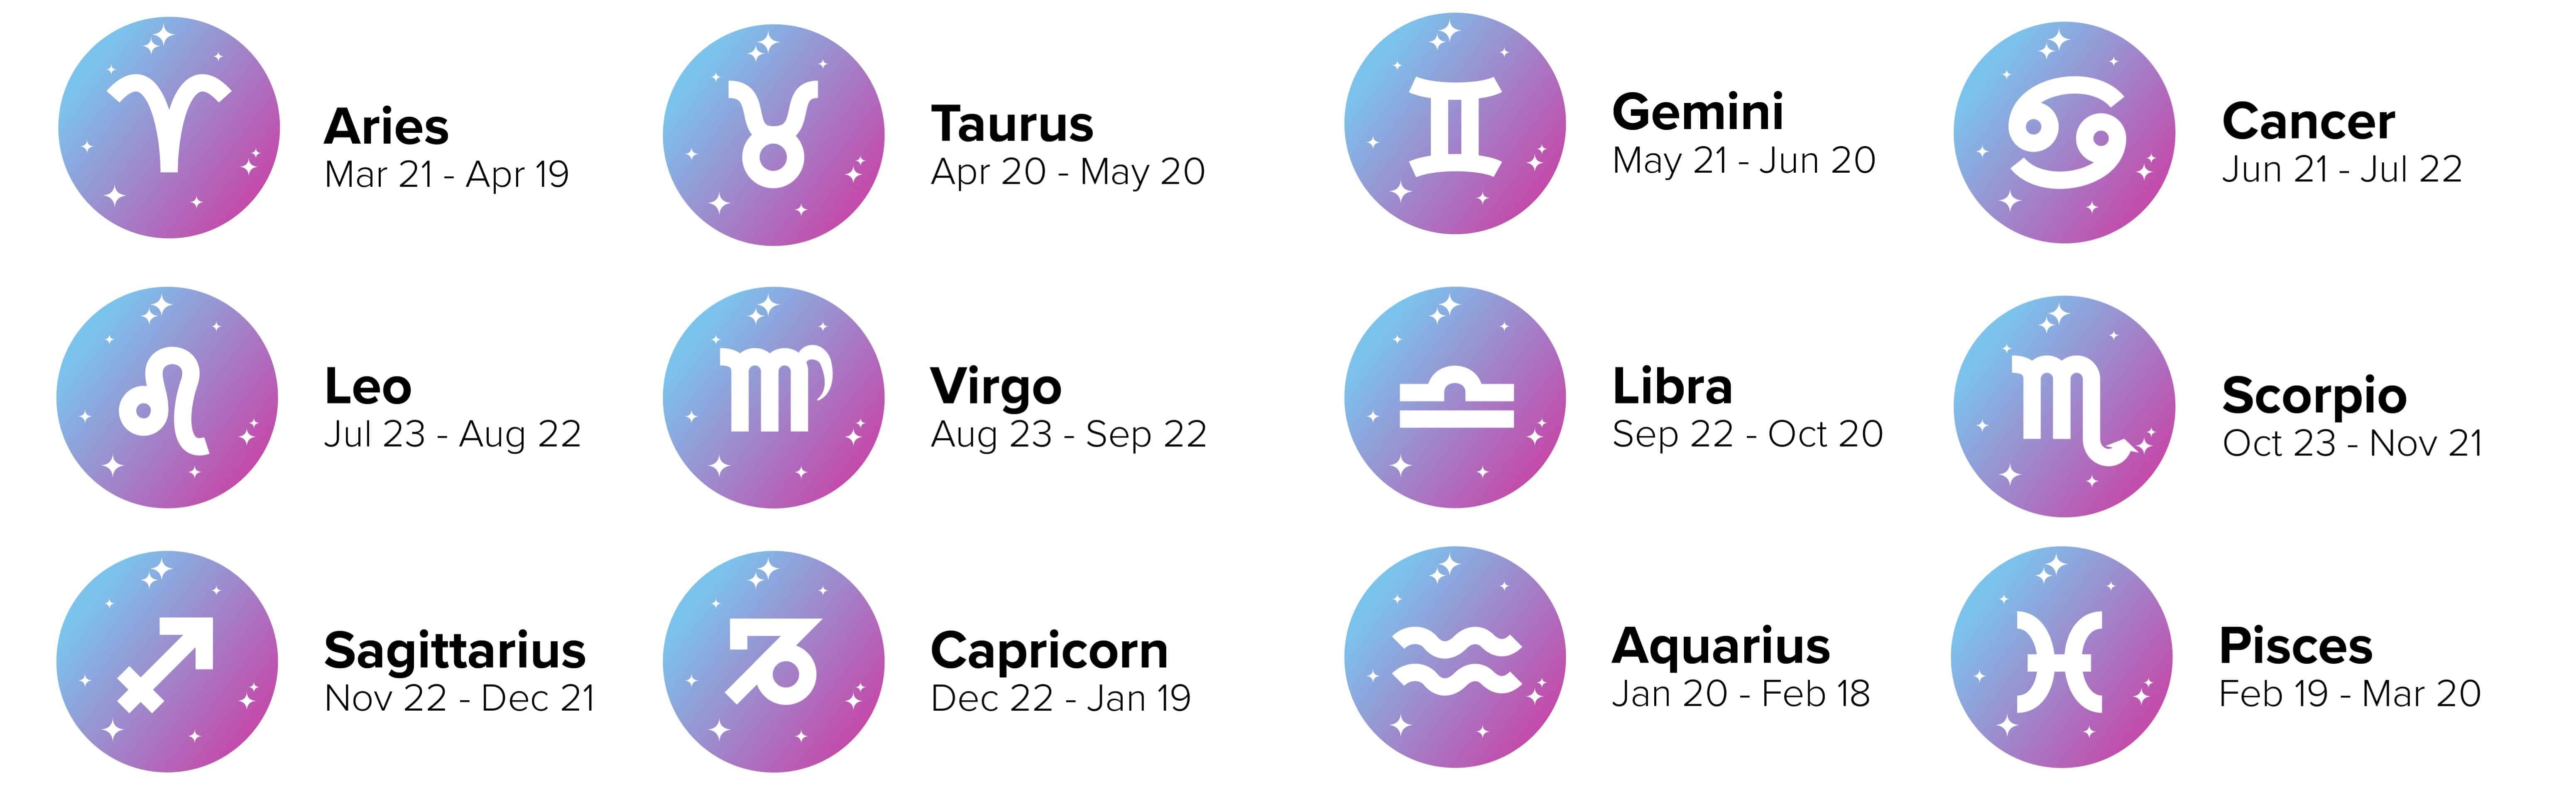 Aries
Mar 21 - Apr 19
Taurus
Apr 20 - May 20
Gemini
May 21 - Jun 20
Cancer
Jun 21 - Jul 22
Leo
Jul 23 - Aug 22
Virgo
Aug 23 - Sep 22
Libra
Sep 22 - Oct 20
Scorpio
Oct 23 - Nov 21
Sagittarius
Nov 22 - Dec 21
Capricorn
Dec 22 - Jan 19
Aquarius
Jan 20 - Feb 18
Pisces
Feb 19 - Mar 20